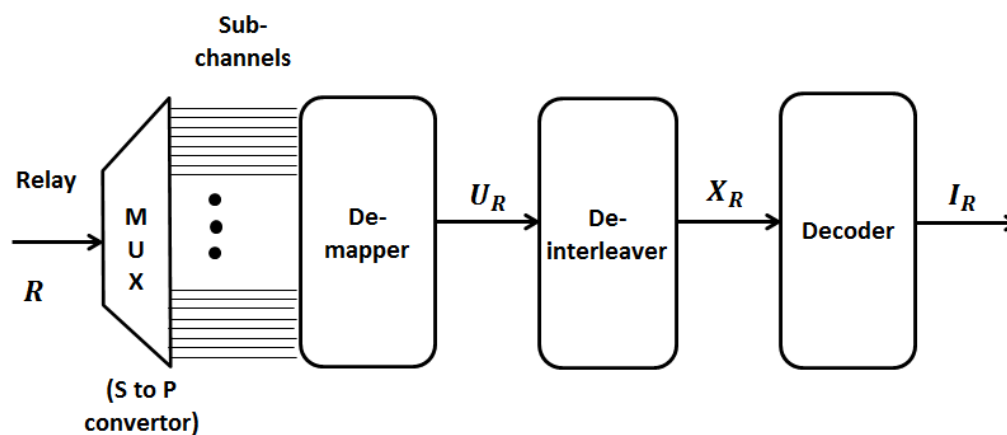 Sub-
channels
Relay
R
M
U
X
(S to P
convertor)
De-
mapper
U_R
De-
interleaver
X_R
Decoder
I_R